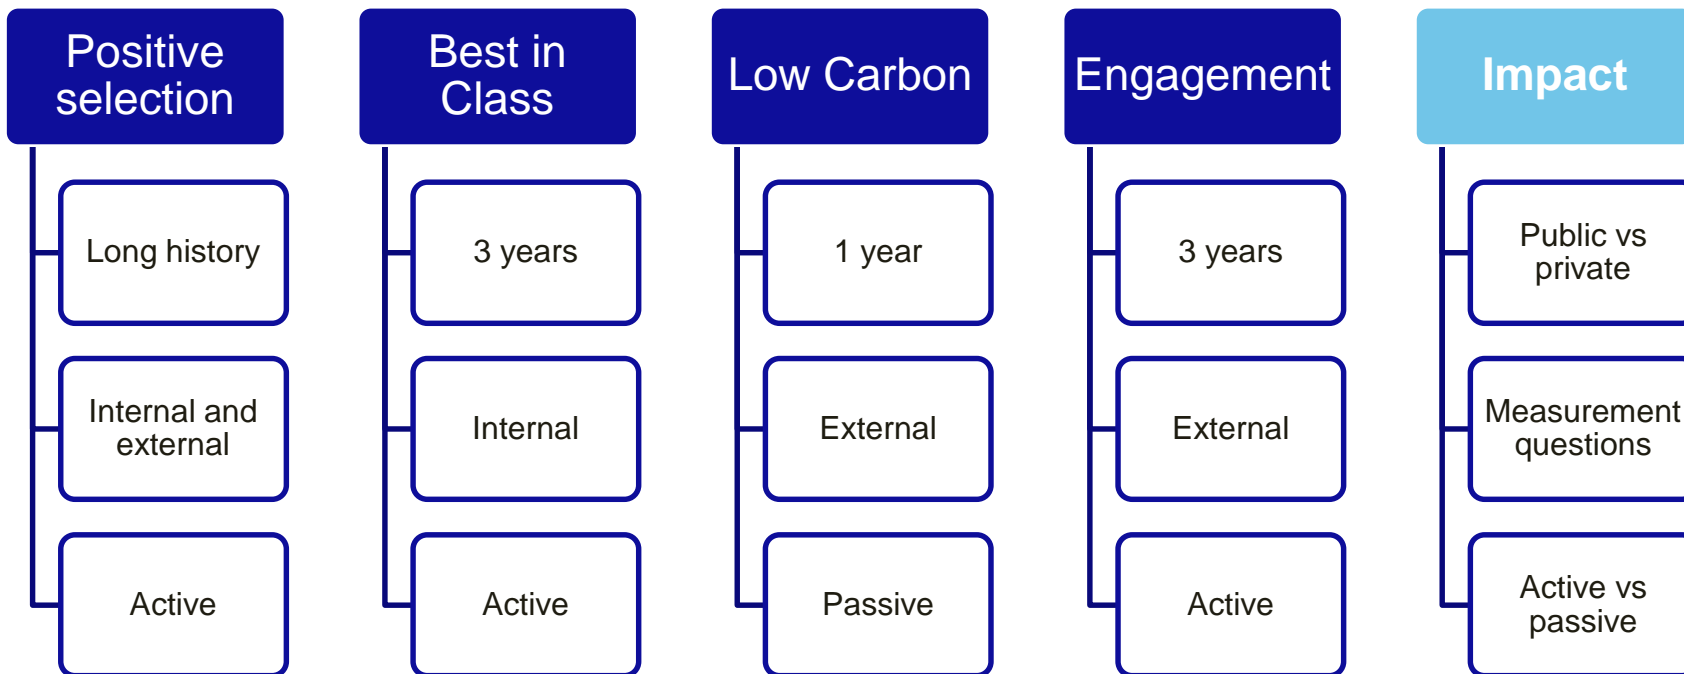 Positive
selection
Long history
Internal and
external
Active
Best in
Class
3 years
Internal
Active
Low Carbon
1 year
External
Passive
Engagement
3 years
External
Active
Impact
Public vs
private
Measurement
questions
Active vs
passive